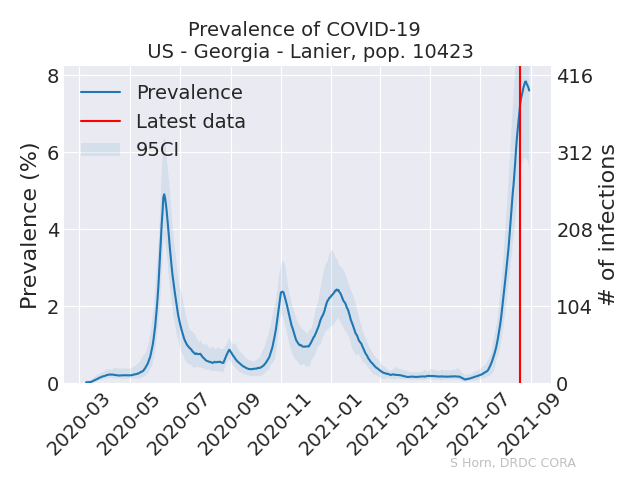 Prevalence of COVID-19
US - Georgia - Lanier, pop. 10423
Prevalence
Latest data
95CI
Prevalence (%)
8
6
4
2
0
416
312
208
104
0
# of infections
2020-03
2020-05
2020-07
2020-09
2020-11
2021-01
2021-03
2021-05
2021-07
2021-09
S Horn, DRDC CORA